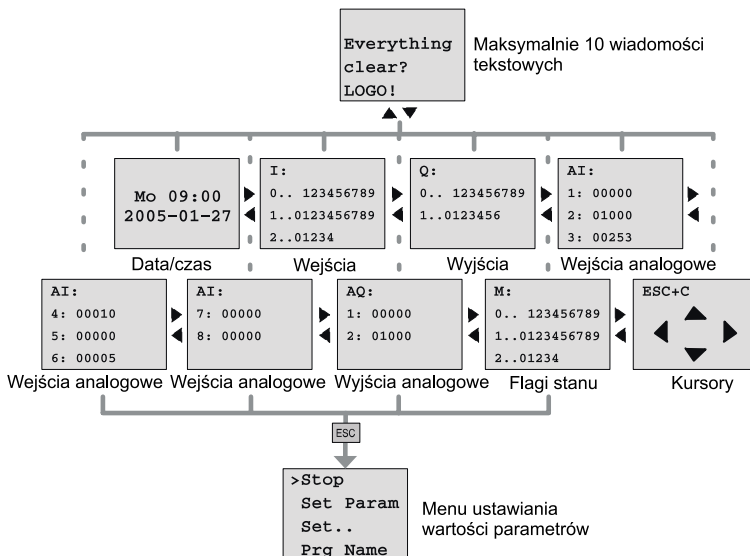 Everything
clear?
LOGO!
Maksymalnie 10 wiadomości
tekstowych
Mo 09:00
2005-01-27
I:
0.. 123456789
1..0123456789
2..01234
Q:
0.. 123456789
1..0123456
AI:
1: 00000
2: 01000
3: 00253
Data/czas
Wejścia
Wyjścia
Wejścia analogowe
AI:
4: 00010
5: 00000
6: 00005
AI:
7: 00000
8: 00000
AQ:
1: 00000
2: 01000
M:
0.. 123456789
1..0123456789
2..01234
ESC+C
Wejścia analogowe
Wejścia analogowe
Wyjścia analogowe
Flagi stanu
Kursory
ESC
>Stop
Set Param
Set..
Prg Name
Menu ustawiania
wartości parametrów